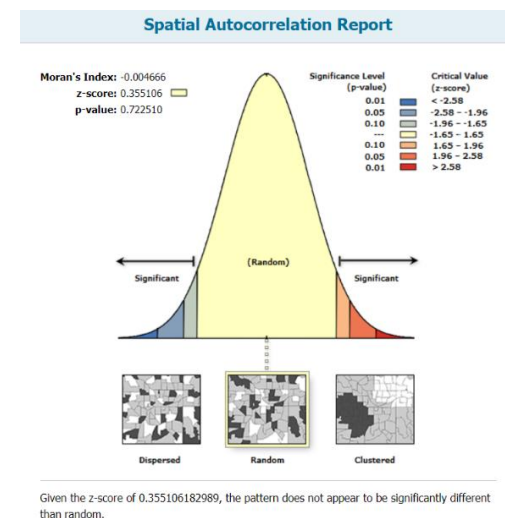 Spatial Autocorrelation Report
Moran's Index: -0.004666
z-score: 0.355106
p-value: 0.722510
Significance Level
(p-value)
Critical Value
(z-score)
0.01 < -2.58
0.05 -2.58 - -1.96
0.10 -1.96 - -1.65
--- -1.65 - 1.65
0.10 1.65 - 1.96
0.05 1.96 - 2.58
0.01 > 2.58
(Random)
Significant
Significant
Dispersed
Random
Clustered
Given the z-score of 0.355106182989, the pattern does not appear to be significantly different
than random.